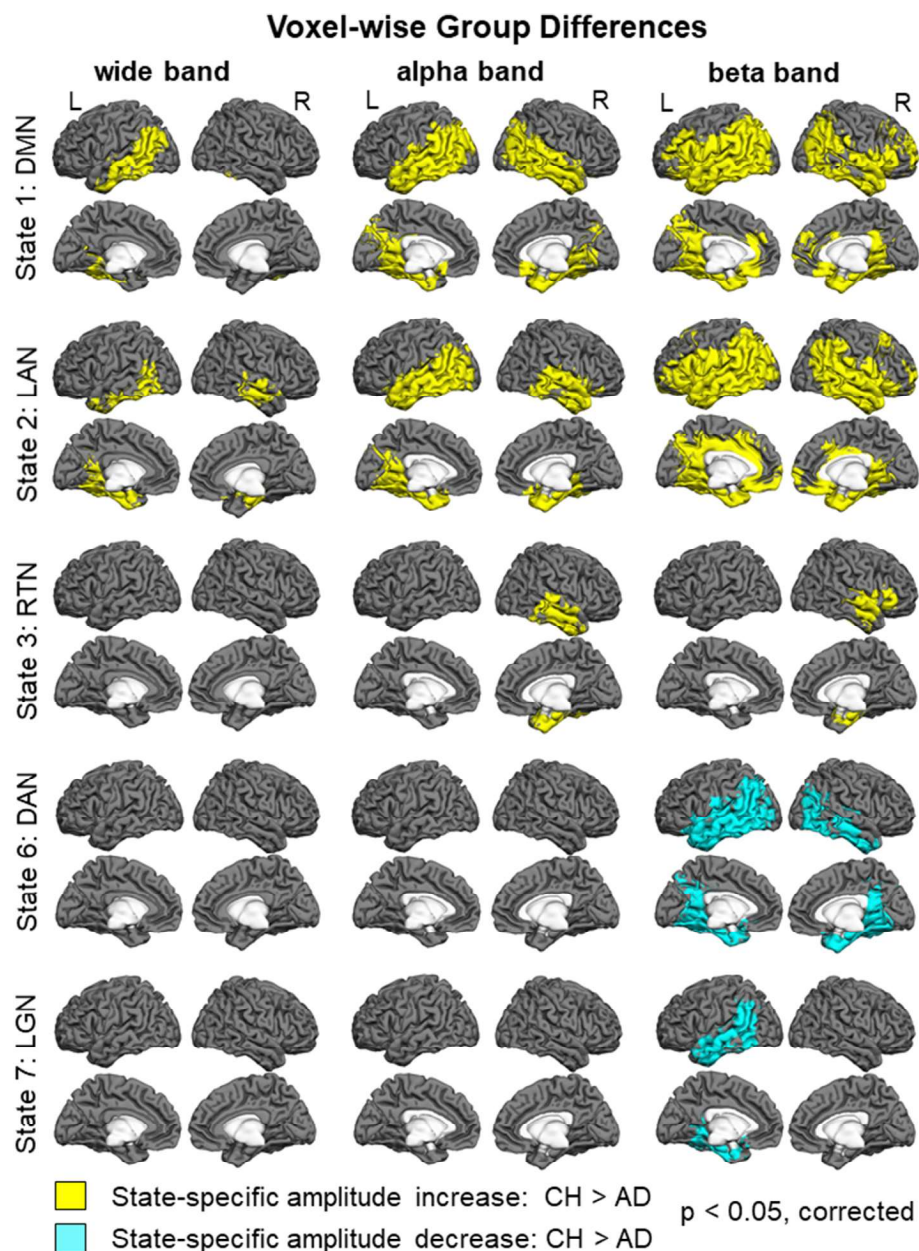 Voxel-wise Group Differences
wide band alpha band beta band
L R L R L R
State 1: DMN
State 2: LAN
State 3: RTN
State 6: DAN
State 7: LGN
State-specific amplitude increase: CH > AD
p < 0.05, corrected
State-specific amplitude decrease: CH > AD